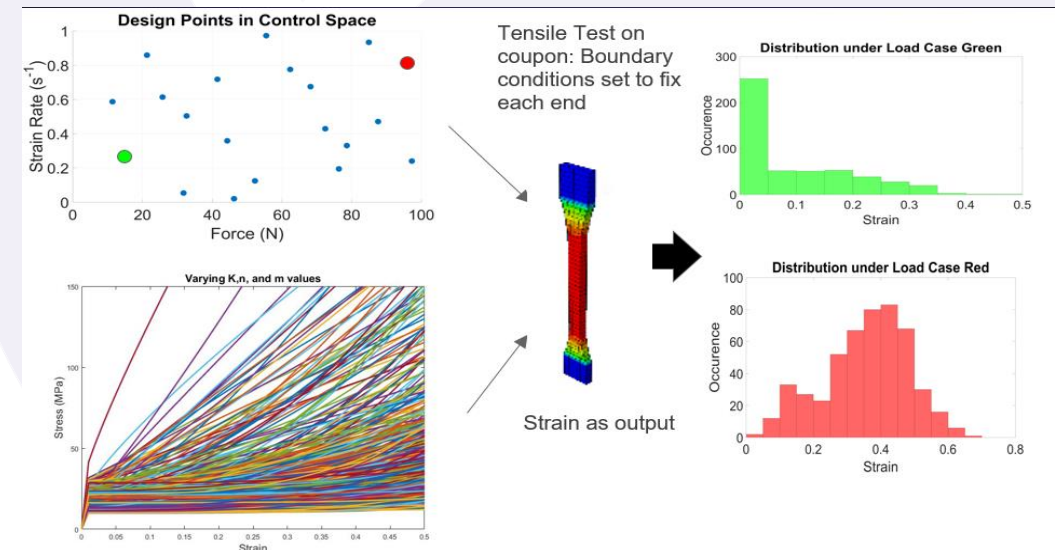 Design Points in Control Space
1
0.8
0.6
0.4
0.2
0
Strain Rate (s-1)
0 20 40 60 80 100
Force (N)
Varying K,n, and m values
150
100
50
0
Stress (MPa)
0 0.05 0.1 0.15 0.2 0.25 0.3 0.35 0.4 0.45 0.5
Strain
Tensile Test on
coupon: Boundary
conditions set to fix
each end
Strain as output
Distribution under Load Case Green
300
200
100
0
Occurence
0 0.1 0.2 0.3 0.4 0.5
Strain
Distribution under Load Case Red
100
80
60
40
20
0
Occurence
0 0.2 0.4 0.6 0.8
Strain